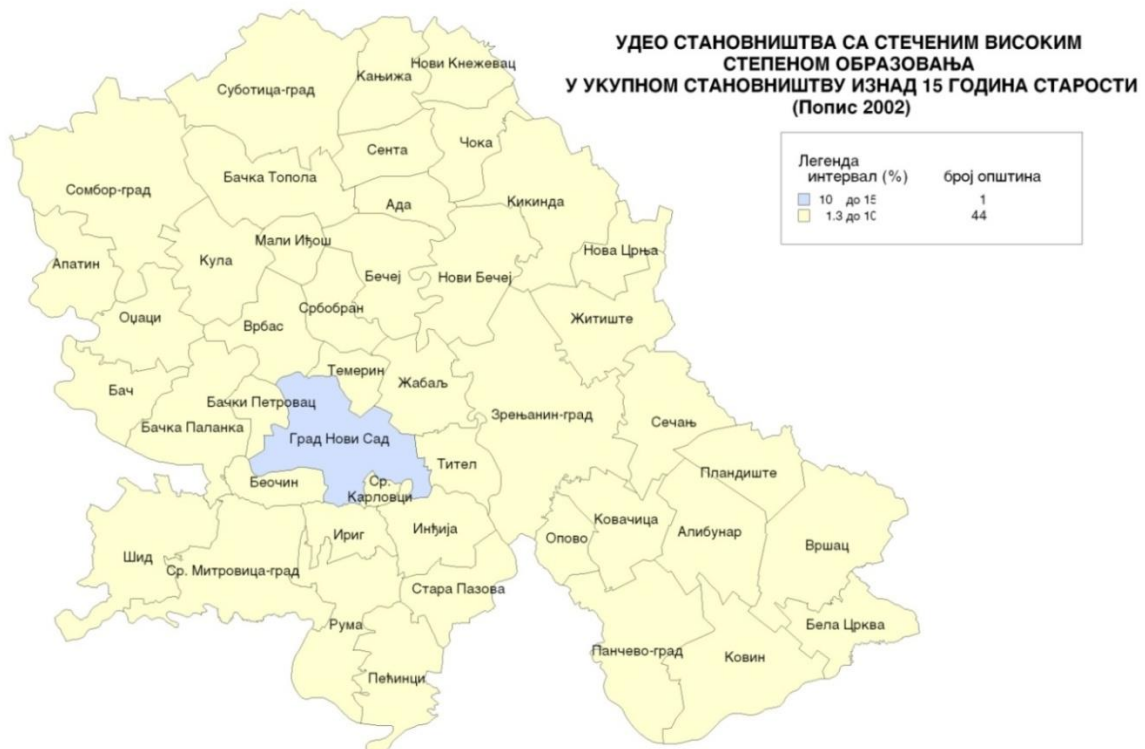 УДЕО СТАНОВНИШТВА СА СТЕЧЕНИМ ВИСОКИМ
СТЕПЕНОМ ОБРАЗОВАЊА
У УКУПНОМ СТАНОВНИШТВУ ИЗНАД 15 ГОДИНА СТАРОСТИ
(Попис 2002)
Легенда
интервал (%) број општина
10 до 15 1
1.3 до 10 44
Суботица-град
Кањижа
Нови Кнежевац
Сента
Чока
Бачка Топола
Сомбор-град
Ада
Кикинда
Мали Иђош
Апатин
Кула
Бечеј
Нови Бечеј
Нова Црња
Србобран
Оџаци
Врбас
Житиште
Темерин
Жабаљ
Бач
Бачки Петровац
Зрењанин-град
Бачка Паланка
Сечањ
Град Нови Сад
Тител
Пландиште
Беочин
Ср.
Карловци
Ковачица
Инђија
Ириг
Опово
Алибунар
Вршац
Шид
Ср. Митровица-град
Стара Пазова
Рума
Бела Црква
Панчево-град
Ковин
Пећинци